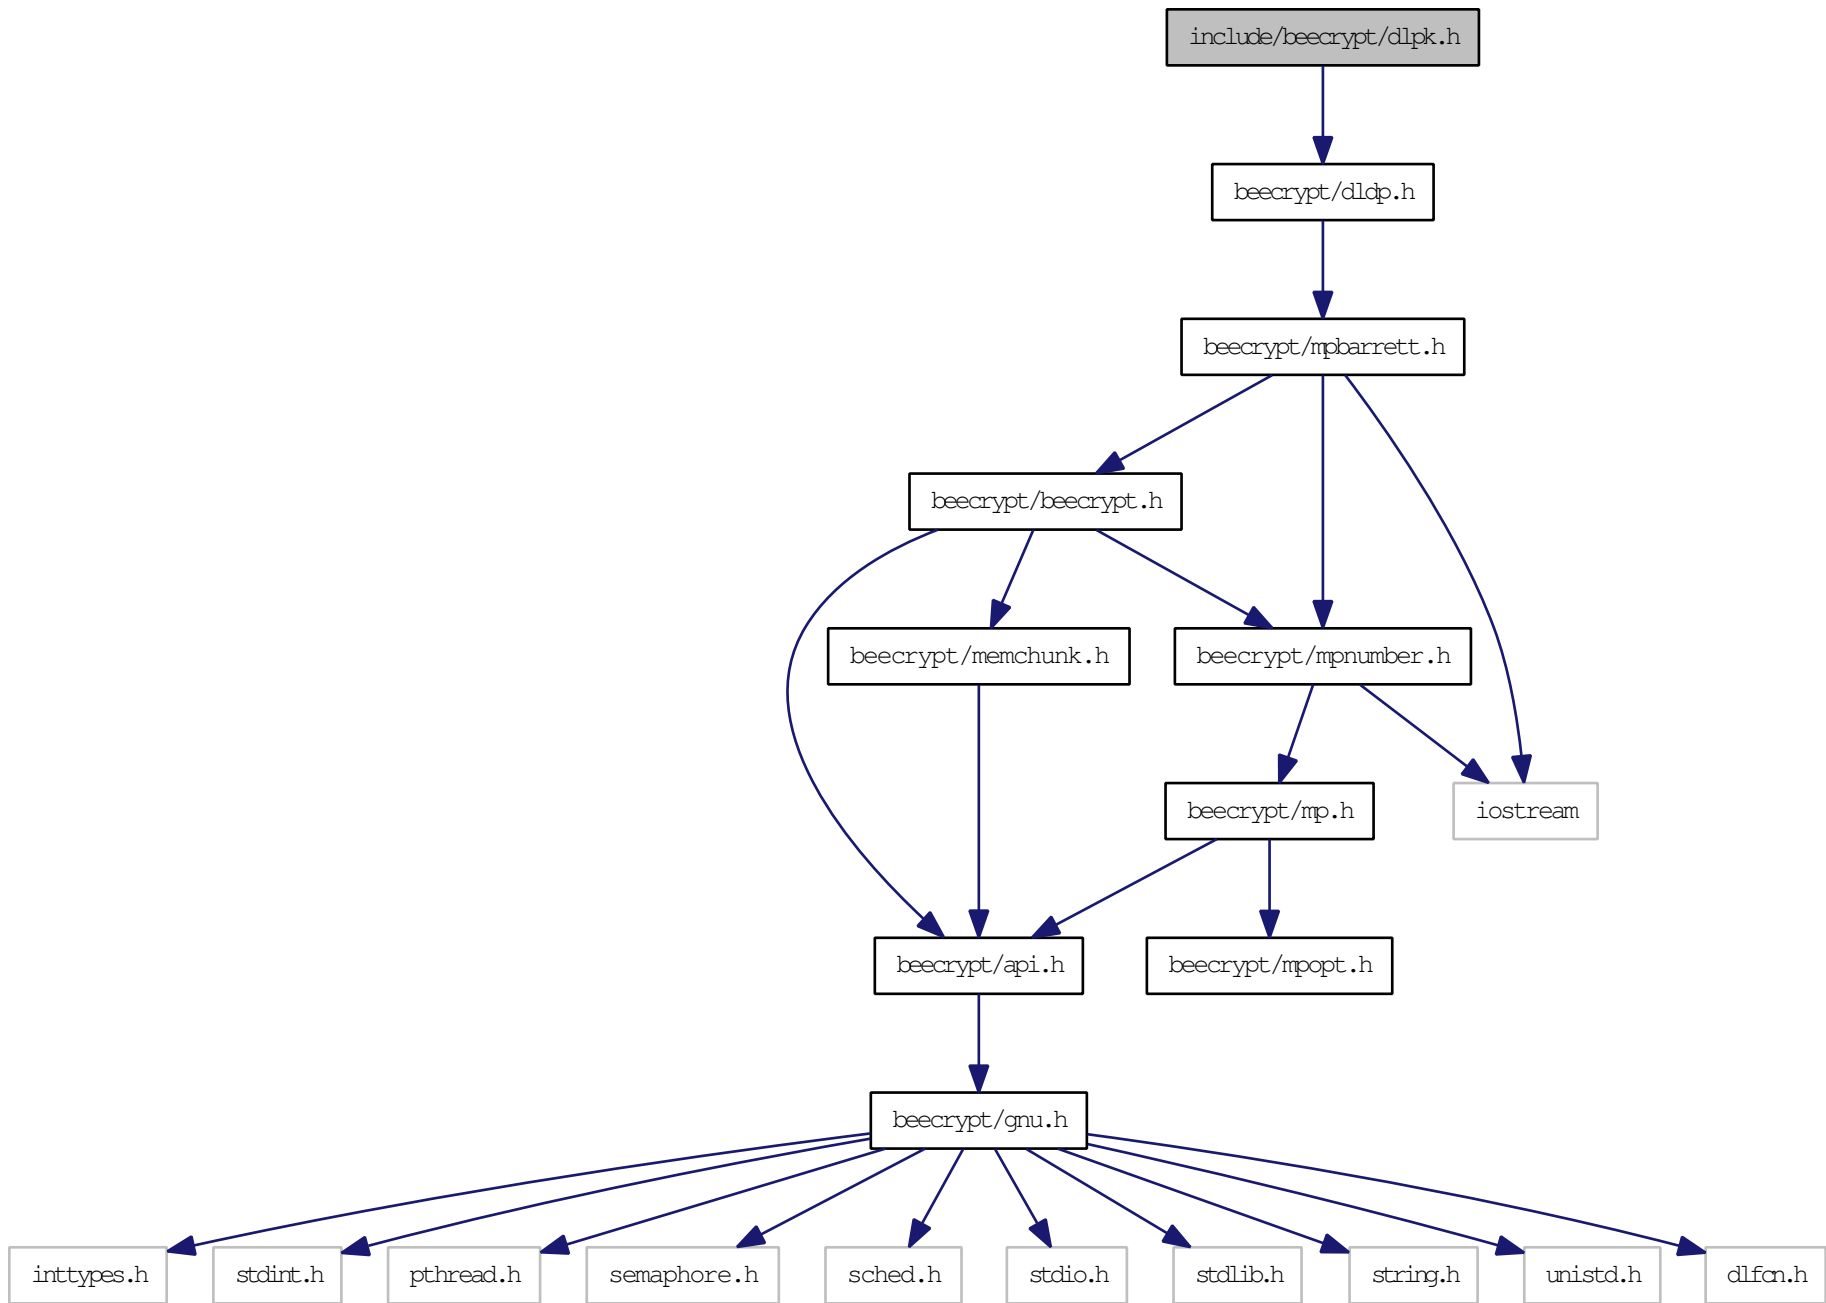 include/beecrypt/dlpk.h
beecrypt/dldp.h
beecrypt/mpbarrett.h
beecrypt/beecrypt.h
beecrypt/memchunk.h
beecrypt/mpnumber.h
beecrypt/mp.h
iostream
beecrypt/api.h
beecrypt/mpopt.h
beecrypt/gnu.h
inttypes.h
stdint.h
pthread.h
semaphore.h
sched.h
stdio.h
stdlib.h
string.h
unistd.h
dlfcn.h